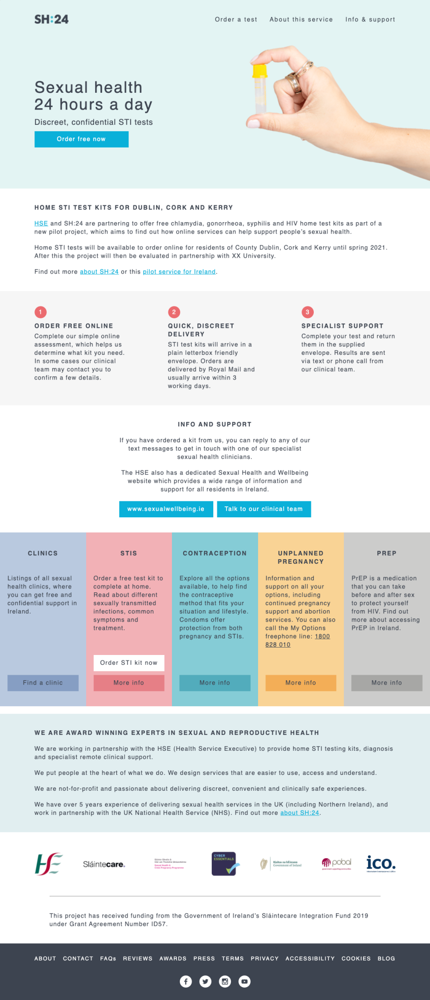 SH:24
Order a test About this service Info & support
Sexual health
24 hours a day
Discreet, confidential STI tests
Order free now
HOME STI TEST KITS FOR DUBLIN, CORK AND KERRY
HSE and SH:24 are partnering to offer free chlamydia, gonorrhoea, syphilis and HIV home test kits as part of a
new pilot project, which aims to find out how online services can help support people's sexual health.
Home STI tests will be available to order online for residents of County Dublin, Cork and Kerry until spring 2021.
After this the project will then be evaluated in partnership with XX University.
Find out more about SH:24 or this pilot service for Ireland.
1
ORDER FREE ONLINE
Complete our simple online
assessment, which helps us
determine what kit you need.
In some cases our clinical
team may contact you to
confirm a few details.
2
QUICK, DISCREET
DELIVERY
STI test kits will arrive in a
plain letterbox friendly
envelope. Orders are
delivered by Royal Mail and
usually arrive within 3
working days.
3
SPECIALIST SUPPORT
Complete your test and return
them in the supplied
envelope. Results are sent
via text or phone call from
our clinical team.
INFO AND SUPPORT
If you have ordered a kit from us, you can reply to any of our
text messages to get in touch with one of our specialist
sexual health clinicians.
The HSE also has a dedicated Sexual Health and Wellbeing
website which provides a wide range of information and
support for all residents in Ireland.
www.sexualwellbeing.ie Talk to our clinical team
CLINICS
Listings of all sexual
health clinics, where
you can get free and
confidential support in
Ireland.
Find a clinic
STIS
Order a free test kit to
complete at home.
Read about different
sexually transmitted
infections, common
symptoms and
treatment.
Order STI kit now
More info
CONTRACEPTION
Explore all the options
available, to help find
the contraceptive
method that fits your
situation and lifestyle.
Condoms offer
protection from both
pregnancy and STIs.
More info
UNPLANNED
PREGNANCY
Information and
support on all your
options, including
continued pregnancy
support and abortion
services. You can also
call the My Options
freephone line: 1800
828 010
More info
PREP
PrEP is a medication
that you can take
before and after sex
to protect yourself
from HIV. Find out
more about accessing
PrEP in Ireland.
More info
WE ARE AWARD WINNING EXPERTS IN SEXUAL AND REPRODUCTIVE HEALTH
We are working in partnership with the HSE (Health Service Executive) to provide home STI testing kits, diagnosis
and specialist remote clinical support.
We put people at the heart of what we do. We design services that are easier to use, access and understand.
We are not-for-profit and passionate about delivering discreet, convenient and clinically safe experiences.
We have over 5 years experience of delivering sexual health services in the UK (including Northern Ireland), and
work in partnership with the UK National Health Service (NHS). Find out more about SH:24.
HSE
Sláintecare.
Sexual Health &
Crisis Pregnancy Programme
CYBER
ESSENTIALS
Rialtas na hÉireann
Government of Ireland
pobal
government supporting communities
ico.
Information Commissioner's Office
This project has received funding from the Government of Ireland's Sláintecare Integration Fund 2019
under Grant Agreement Number ID57.
ABOUT CONTACT FAQs REVIEWS AWARDS PRESS TERMS PRIVACY ACCESSIBILITY COOKIES BLOG